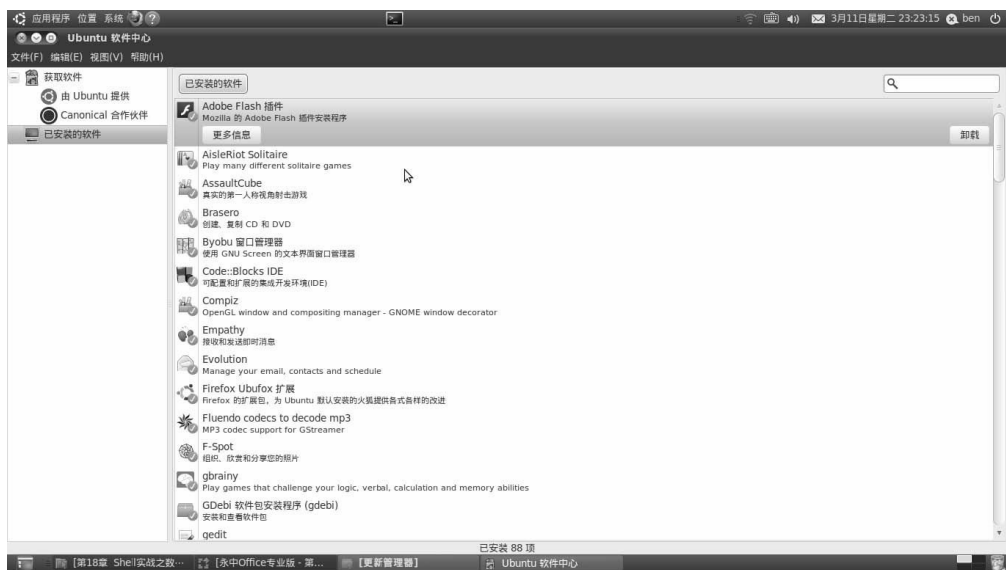 应用程序 位置 系统
3月11日星期二 23:23:15 ben
Ubuntu 软件中心
文件(F) 编辑(E) 视图(V) 帮助(H)
获取软件
由 Ubuntu 提供
Canonical 合作伙伴
已安装的软件
已安装的软件
Adobe Flash 插件
Mozilla 的 Adobe Flash 插件安装程序
更多信息
卸载
AisleRiot Solitaire
Play many different solitaire games
AssaultCube
真实的第一人称视角射击游戏
Brasero
创建、复制 CD 和 DVD
Byobu 窗口管理器
使用 GNU Screen 的文本界面窗口管理器
Code::Blocks IDE
可配置和扩展的集成开发环境(IDE)
Compiz
OpenGL window and compositing manager - GNOME window decorator
Empathy
接收和发送即时消息
Evolution
Manage your email, contacts and schedule
Firefox Ubufox 扩展
Firefox 的扩展包，为 Ubuntu 默认安装的火狐提供各式各样的改进
Fluendo codecs to decode mp3
MP3 codec support for GStreamer
F-Spot
组织、欣赏和分享您的照片
gbrainy
Play games that challenge your logic, verbal, calculation and memory abilities
GDebi 软件包安装程序 (gdebi)
安装和查看软件包
gedit
已安装 88 项
[第18章 Shell实战之数…
[永中Office专业版 - 第…
[更新管理器]
Ubuntu 软件中心